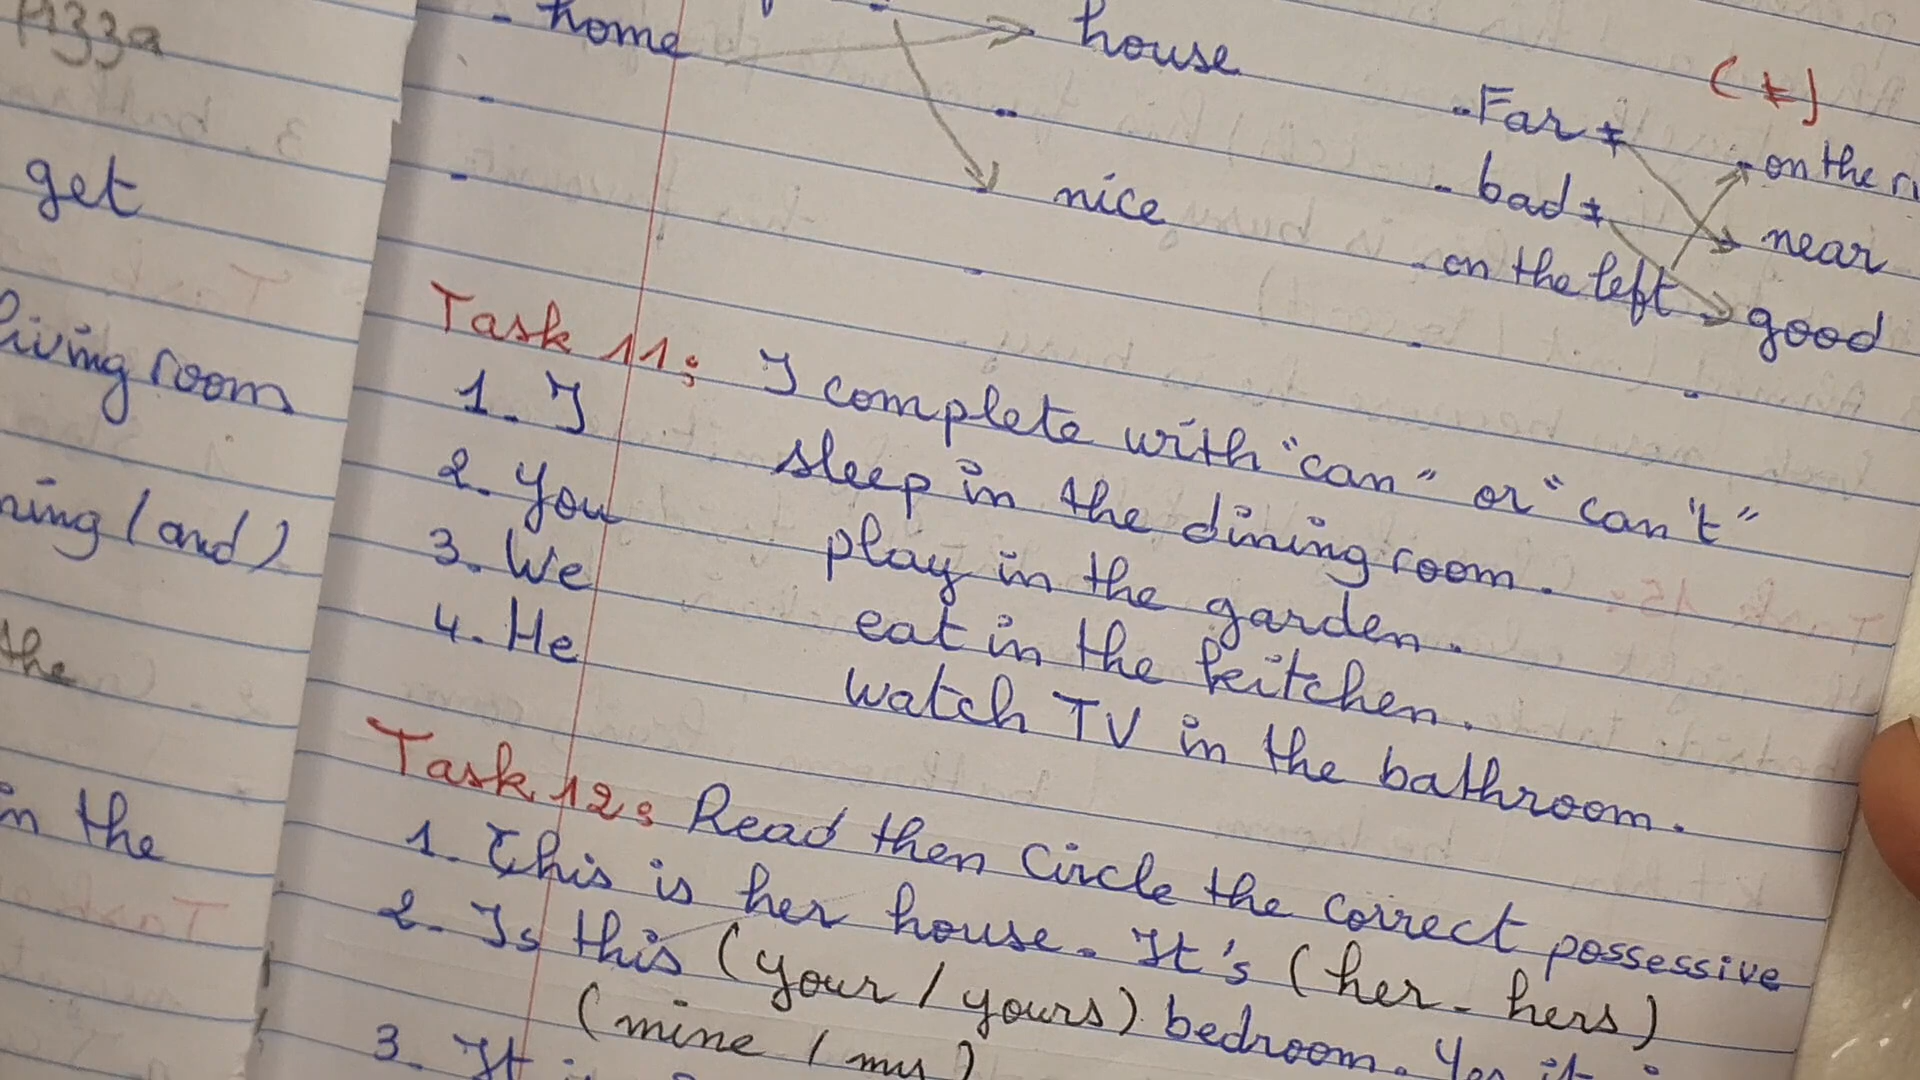 pizza
get
living room
(and)
the
in the
- home
house
nice
(≠)
- Far ≠
- bad ≠
- on the left
- on the
near
good
Task 11: I complete with "can" or "can't"
1. I sleep in the dining room.
2. You play in the garden.
3. We eat in the kitchen.
4. He watch TV in the bathroom.
Task 12: Read then circle the correct possessive
1. This is her house. It's (her - hers)
2. Is this (your / yours) bedroom. Yes it
(mine / my)
3. It